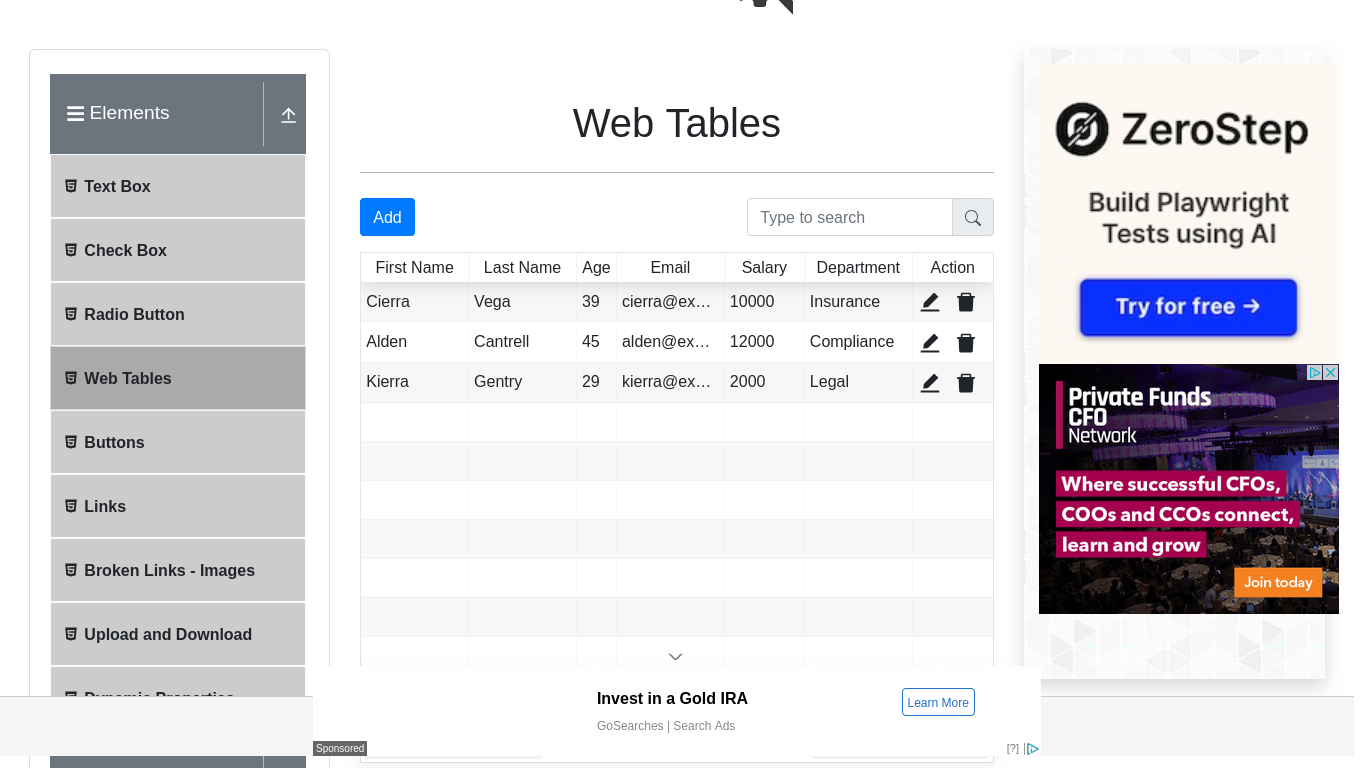 Elements
Text Box
Check Box
Radio Button
Web Tables
Buttons
Links
Broken Links - Images
Upload and Download
Dynamic Properties
Web Tables
Add
Type to search
First Name Last Name Age Email Salary Department Action
Cierra Vega 39 cierra@ex… 10000 Insurance
Alden Cantrell 45 alden@ex… 12000 Compliance
Kierra Gentry 29 kierra@ex… 2000 Legal
ZeroStep
Build Playwright
Tests using AI
Try for free →
Private Funds
CFO
Network
Where successful CFOs,
COOs and CCOs connect,
learn and grow
Join today
Invest in a Gold IRA
GoSearches | Search Ads
Learn More
Sponsored
[?]